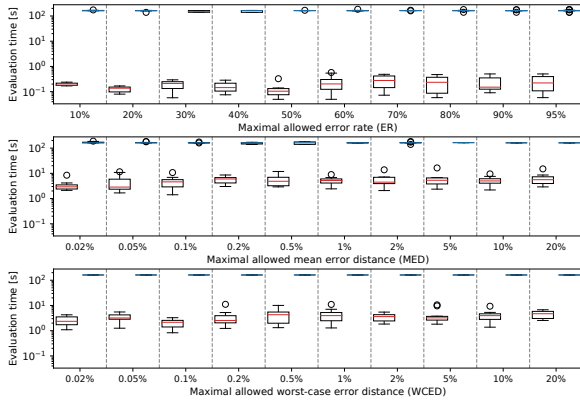 Evaluation time [s]
10²
10¹
10⁰
10⁻¹
10% 20% 30% 40% 50% 60% 70% 80% 90% 95%
Maximal allowed error rate (ER)
Evaluation time [s]
10²
10¹
10⁰
10⁻¹
0.02% 0.05% 0.1% 0.2% 0.5% 1% 2% 5% 10% 20%
Maximal allowed mean error distance (MED)
Evaluation time [s]
10²
10¹
10⁰
10⁻¹
0.02% 0.05% 0.1% 0.2% 0.5% 1% 2% 5% 10% 20%
Maximal allowed worst-case error distance (WCED)